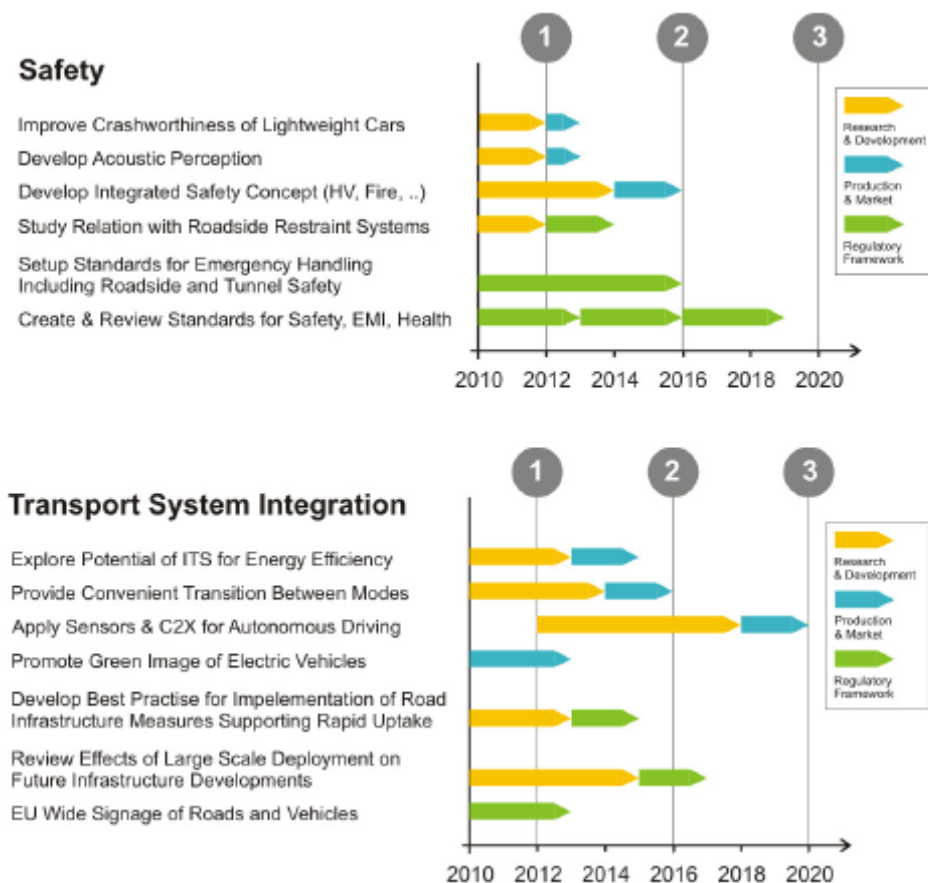 1
2
3
Safety
Improve Crashworthiness of Lightweight Cars
Develop Acoustic Perception
Develop Integrated Safety Concept (HV, Fire, ..)
Study Relation with Roadside Restraint Systems
Setup Standards for Emergency Handling
Including Roadside and Tunnel Safety
Create & Review Standards for Safety, EMI, Health
Research
& Development
Production
& Market
Regulatory
Framework
2010 2012 2014 2016 2018 2020
1
2
3
Transport System Integration
Explore Potential of ITS for Energy Efficiency
Provide Convenient Transition Between Modes
Apply Sensors & C2X for Autonomous Driving
Promote Green Image of Electric Vehicles
Develop Best Practise for Impelementation of Road
Infrastructure Measures Supporting Rapid Uptake
Review Effects of Large Scale Deployment on
Future Infrastructure Developments
EU Wide Signage of Roads and Vehicles
Research
& Development
Production
& Market
Regulatory
Framework
2010 2012 2014 2016 2018 2020